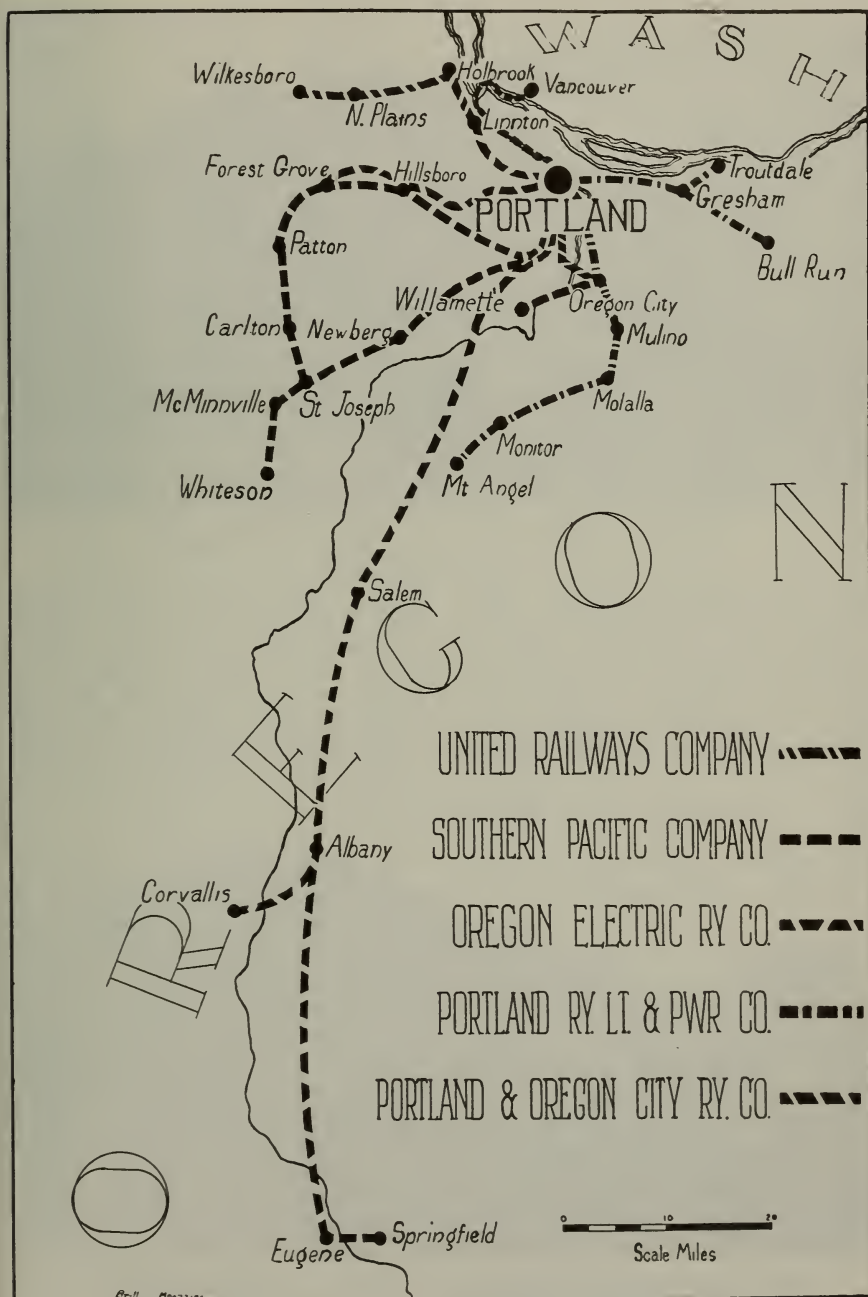 WASH
Wilkesboro
Holbrook
Vancouver
N. Plains
Linnton
Forest Grove
Hillsboro
Troutdale
Gresham
PORTLAND
Patton
Bull Run
Willamette
Oregon City
Carlton
Newberg
Mulino
McMinnville
St Joseph
Molalla
Monitor
Whiteson
Mt Angel
OREGON
Salem
UNITED RAILWAYS COMPANY
Albany
SOUTHERN PACIFIC COMPANY
Corvallis
OREGON ELECTRIC RY. CO.
PORTLAND RY. LT. & PWR CO.
PORTLAND & OREGON CITY RY. CO.
Eugene
Springfield
0 10 20
Scale Miles